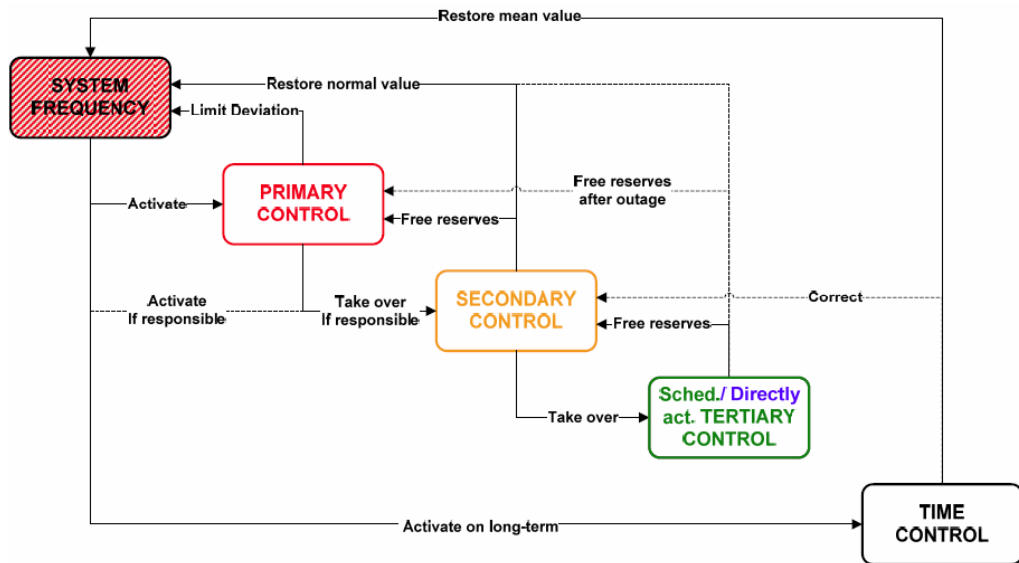 Restore mean value
SYSTEM
FREQUENCY
Restore normal value
Limit Deviation
PRIMARY
CONTROL
Free reserves
after outage
Activate
Free reserves
Activate
If responsible
Take over
If responsible
SECONDARY
CONTROL
Correct
Free reserves
Sched./ Directly
act. TERTIARY
CONTROL
Take over
TIME
CONTROL
Activate on long-term